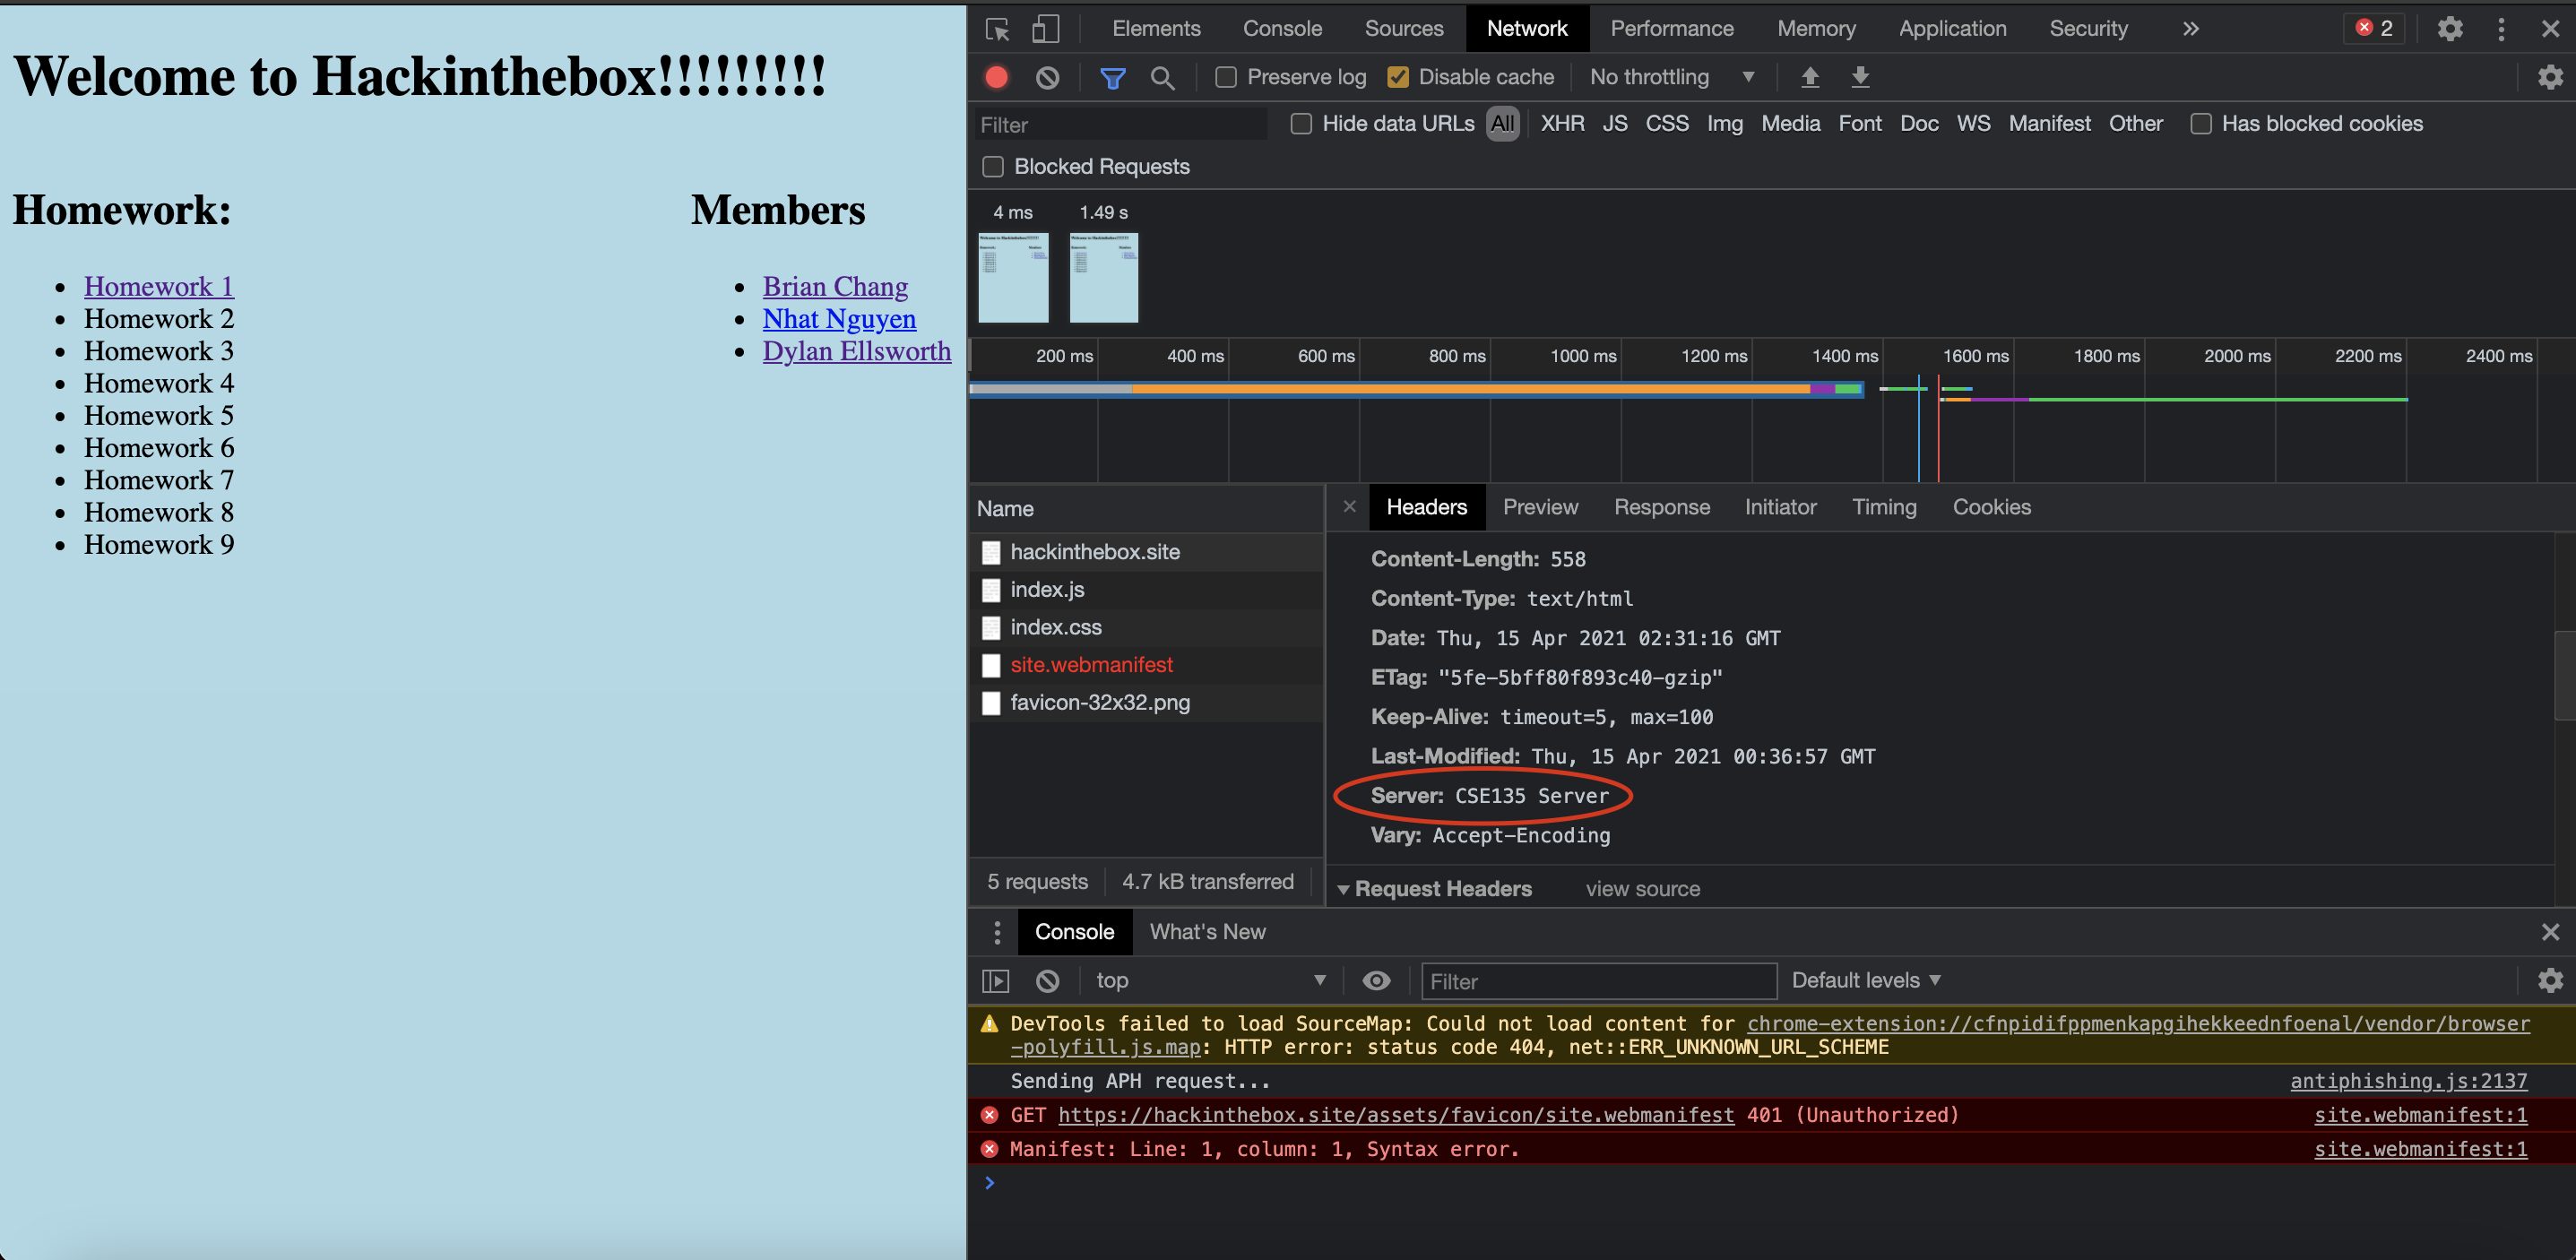 Welcome to Hackinthebox!!!!!!!!!
Homework:
Homework 1
Homework 2
Homework 3
Homework 4
Homework 5
Homework 6
Homework 7
Homework 8
Homework 9
Members
Brian Chang
Nhat Nguyen
Dylan Ellsworth
Elements Console Sources Network Performance Memory Application Security » 2
Preserve log Disable cache No throttling
Filter Hide data URLs All XHR JS CSS Img Media Font Doc WS Manifest Other Has blocked cookies
Blocked Requests
4 ms 1.49 s
200 ms 400 ms 600 ms 800 ms 1000 ms 1200 ms 1400 ms 1600 ms 1800 ms 2000 ms 2200 ms 2400 ms
Name
hackinthebox.site
index.js
index.css
site.webmanifest
favicon-32x32.png
5 requests 4.7 kB transferred
Headers Preview Response Initiator Timing Cookies
Content-Length: 558
Content-Type: text/html
Date: Thu, 15 Apr 2021 02:31:16 GMT
ETag: "5fe-5bff80f893c40-gzip"
Keep-Alive: timeout=5, max=100
Last-Modified: Thu, 15 Apr 2021 00:36:57 GMT
Server: CSE135 Server
Vary: Accept-Encoding
Request Headers view source
Console What's New
top Filter Default levels
DevTools failed to load SourceMap: Could not load content for chrome-extension://cfnpidifppmenkapgihekkeednfoenal/vendor/browser
-polyfill.js.map: HTTP error: status code 404, net::ERR_UNKNOWN_URL_SCHEME
Sending APH request... antiphishing.js:2137
GET https://hackinthebox.site/assets/favicon/site.webmanifest 401 (Unauthorized) site.webmanifest:1
Manifest: Line: 1, column: 1, Syntax error. site.webmanifest:1